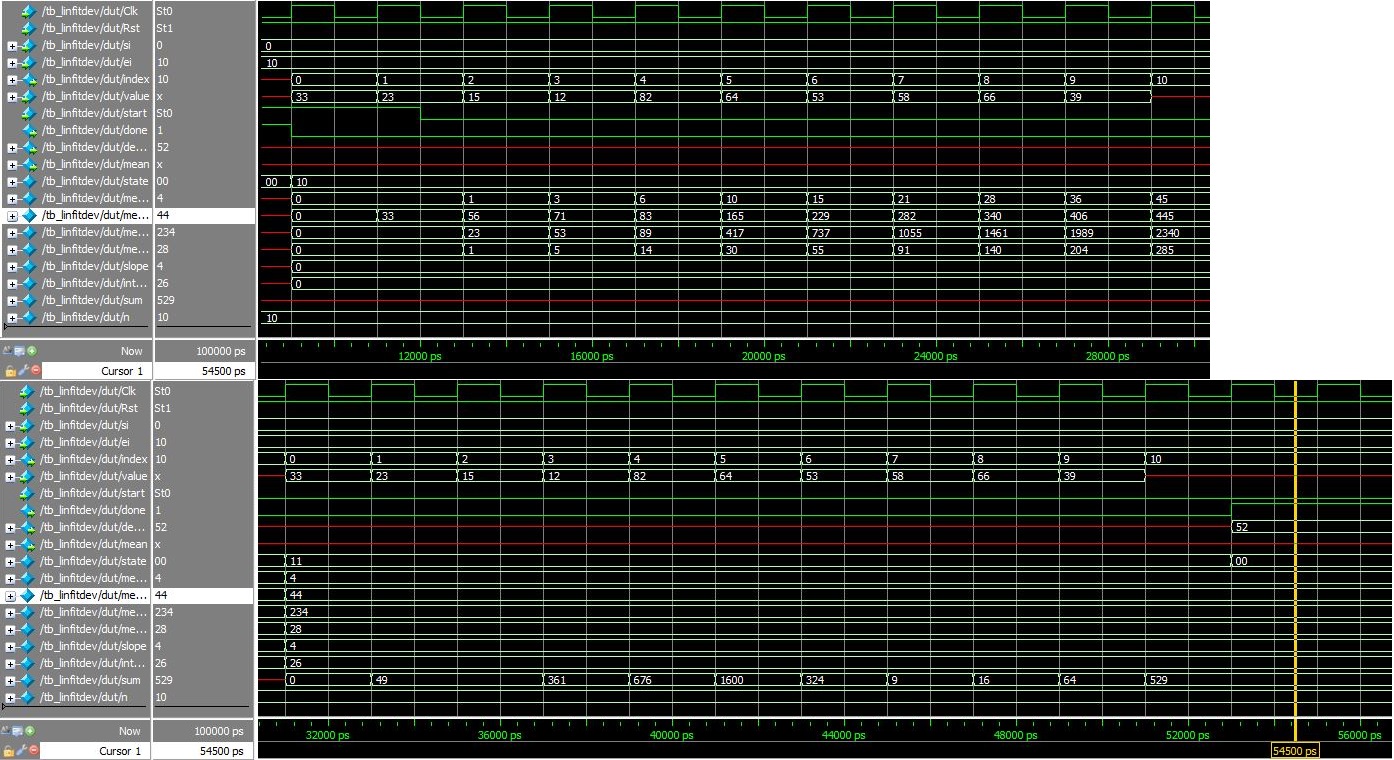 /tb_linfitdev/dut/Clk St0
/tb_linfitdev/dut/Rst St1
/tb_linfitdev/dut/si 0 0
/tb_linfitdev/dut/ei 10 10
/tb_linfitdev/dut/index 10 0 1 2 3 4 5 6 7 8 9 10
/tb_linfitdev/dut/value x 33 23 15 12 82 64 53 58 66 39
/tb_linfitdev/dut/start St0
/tb_linfitdev/dut/done 1
/tb_linfitdev/dut/de... 52
/tb_linfitdev/dut/mean x
/tb_linfitdev/dut/state 00 00 10
/tb_linfitdev/dut/me... 4 0 1 3 6 10 15 21 28 36 45
/tb_linfitdev/dut/me... 44 0 33 56 71 83 165 229 282 340 406 445
/tb_linfitdev/dut/me... 234 0 23 53 89 417 737 1055 1461 1989 2340
/tb_linfitdev/dut/me... 28 0 1 5 14 30 55 91 140 204 285
/tb_linfitdev/dut/slope 4 0
/tb_linfitdev/dut/int... 26 0
/tb_linfitdev/dut/sum 529
/tb_linfitdev/dut/n 10 10
Now 100000 ps 12000 ps 16000 ps 20000 ps 24000 ps 28000 ps
Cursor 1 54500 ps
/tb_linfitdev/dut/Clk St0
/tb_linfitdev/dut/Rst St1
/tb_linfitdev/dut/si 0
/tb_linfitdev/dut/ei 10
/tb_linfitdev/dut/index 10 0 1 2 3 4 5 6 7 8 9 10
/tb_linfitdev/dut/value x 33 23 15 12 82 64 53 58 66 39
/tb_linfitdev/dut/start St0
/tb_linfitdev/dut/done 1
/tb_linfitdev/dut/de... 52 52
/tb_linfitdev/dut/mean x
/tb_linfitdev/dut/state 00 11 00
/tb_linfitdev/dut/me... 4 4
/tb_linfitdev/dut/me... 44 44
/tb_linfitdev/dut/me... 234 234
/tb_linfitdev/dut/me... 28 28
/tb_linfitdev/dut/slope 4 4
/tb_linfitdev/dut/int... 26 26
/tb_linfitdev/dut/sum 529 0 49 361 676 1600 324 9 16 64 529
/tb_linfitdev/dut/n 10
Now 100000 ps 32000 ps 36000 ps 40000 ps 44000 ps 48000 ps 52000 ps 56000 ps
Cursor 1 54500 ps 54500 ps